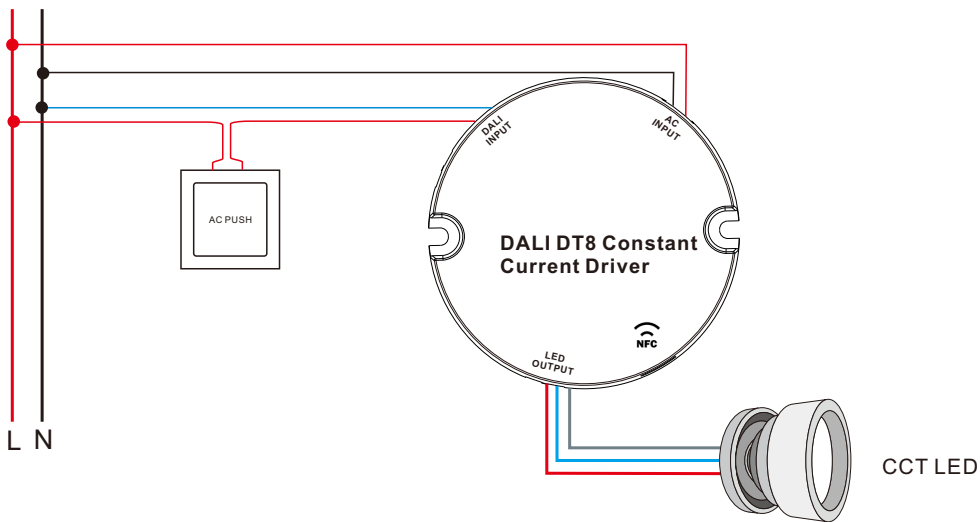 DALI
INPUT
AC
INPUT
AC PUSH
DALI DT8 Constant
Current Driver
NFC
LED
OUTPUT
L N
CCT LED